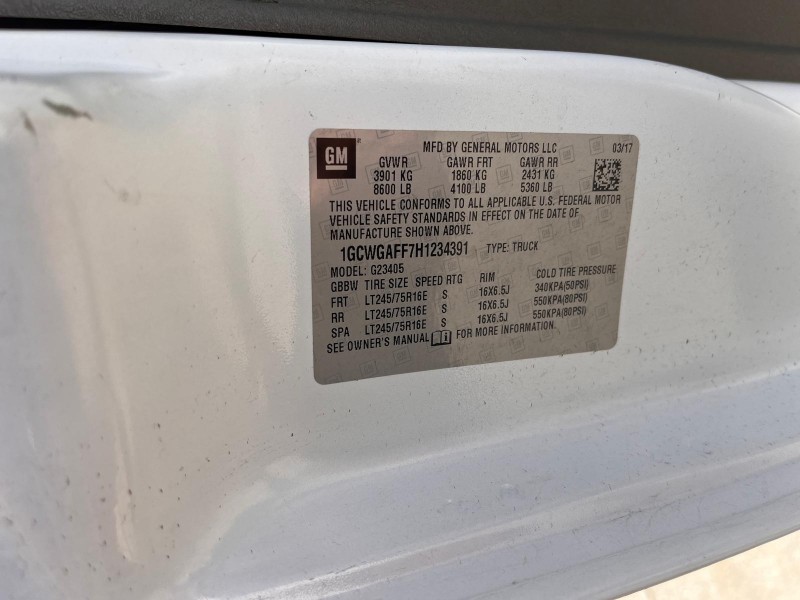 GM MFD BY GENERAL MOTORS LLC 03/17
GVWR GAWR FRT GAWR RR
3901 KG 1860 KG 2431 KG
8600 LB 4100 LB 5360 LB
THIS VEHICLE CONFORMS TO ALL APPLICABLE U.S. FEDERAL MOTOR
VEHICLE SAFETY STANDARDS IN EFFECT ON THE DATE OF
MANUFACTURE SHOWN ABOVE.
1GCWGAFF7H1234391 TYPE: TRUCK
MODEL: G23405
GBBW TIRE SIZE SPEED RTG RIM COLD TIRE PRESSURE
FRT LT245/75R16E S 16X6.5J 340KPA(50PSI)
RR LT245/75R16E S 16X6.5J 550KPA(80PSI)
SPA LT245/75R16E S 16X6.5J 550KPA(80PSI)
SEE OWNER'S MANUAL FOR MORE INFORMATION.